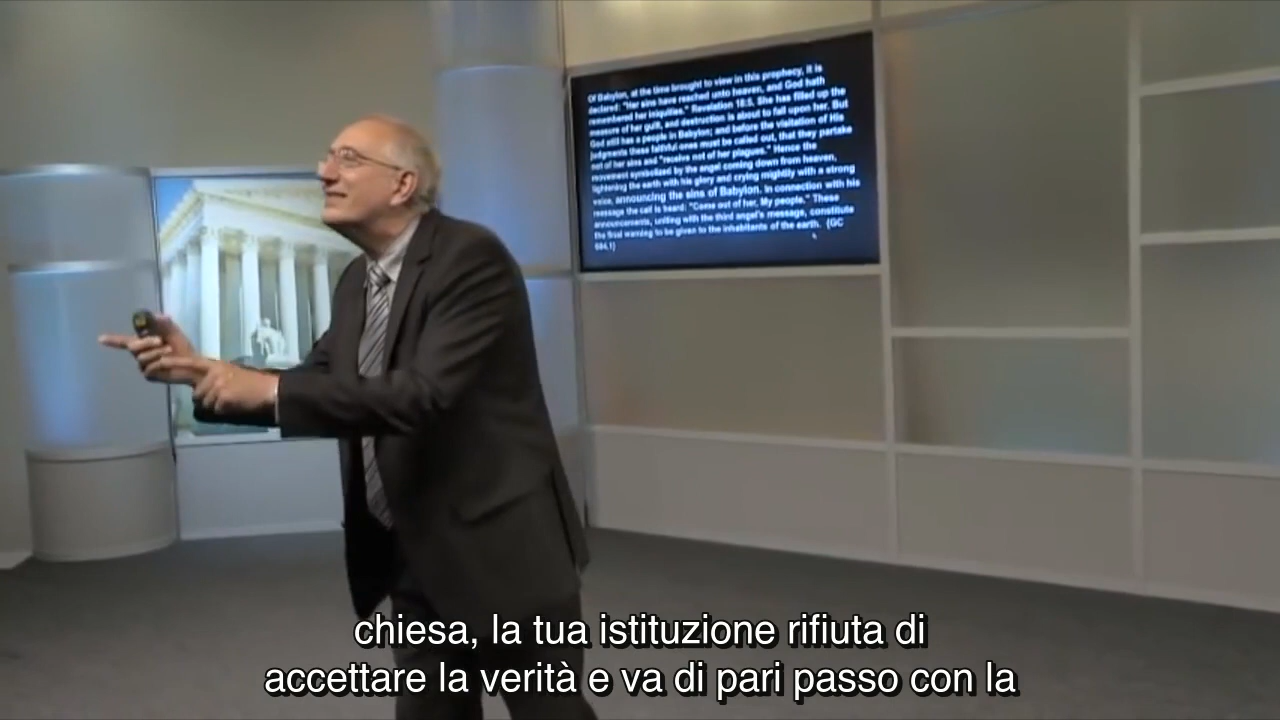 Of Babylon, at the time brought to view in this prophecy, it is
declared: "Her sins have reached unto heaven, and God hath
remembered her iniquities." Revelation 18:5. She has filled up the
measure of her guilt, and destruction is about to fall upon her. But
God still has a people in Babylon; and before the visitation of His
judgments these faithful ones must be called out, that they partake
not of her sins and "receive not of her plagues." Hence the
movement symbolized by the angel coming down from heaven,
lightening the earth with his glory and crying mightily with a strong
voice, announcing the sins of Babylon. In connection with his
message the call is heard: "Come out of her, My people." These
announcements, uniting with the third angel's message, constitute
the final warning to be given to the inhabitants of the earth. {GC
604.1}
chiesa, la tua istituzione rifiuta di
accettare la verità e va di pari passo con la